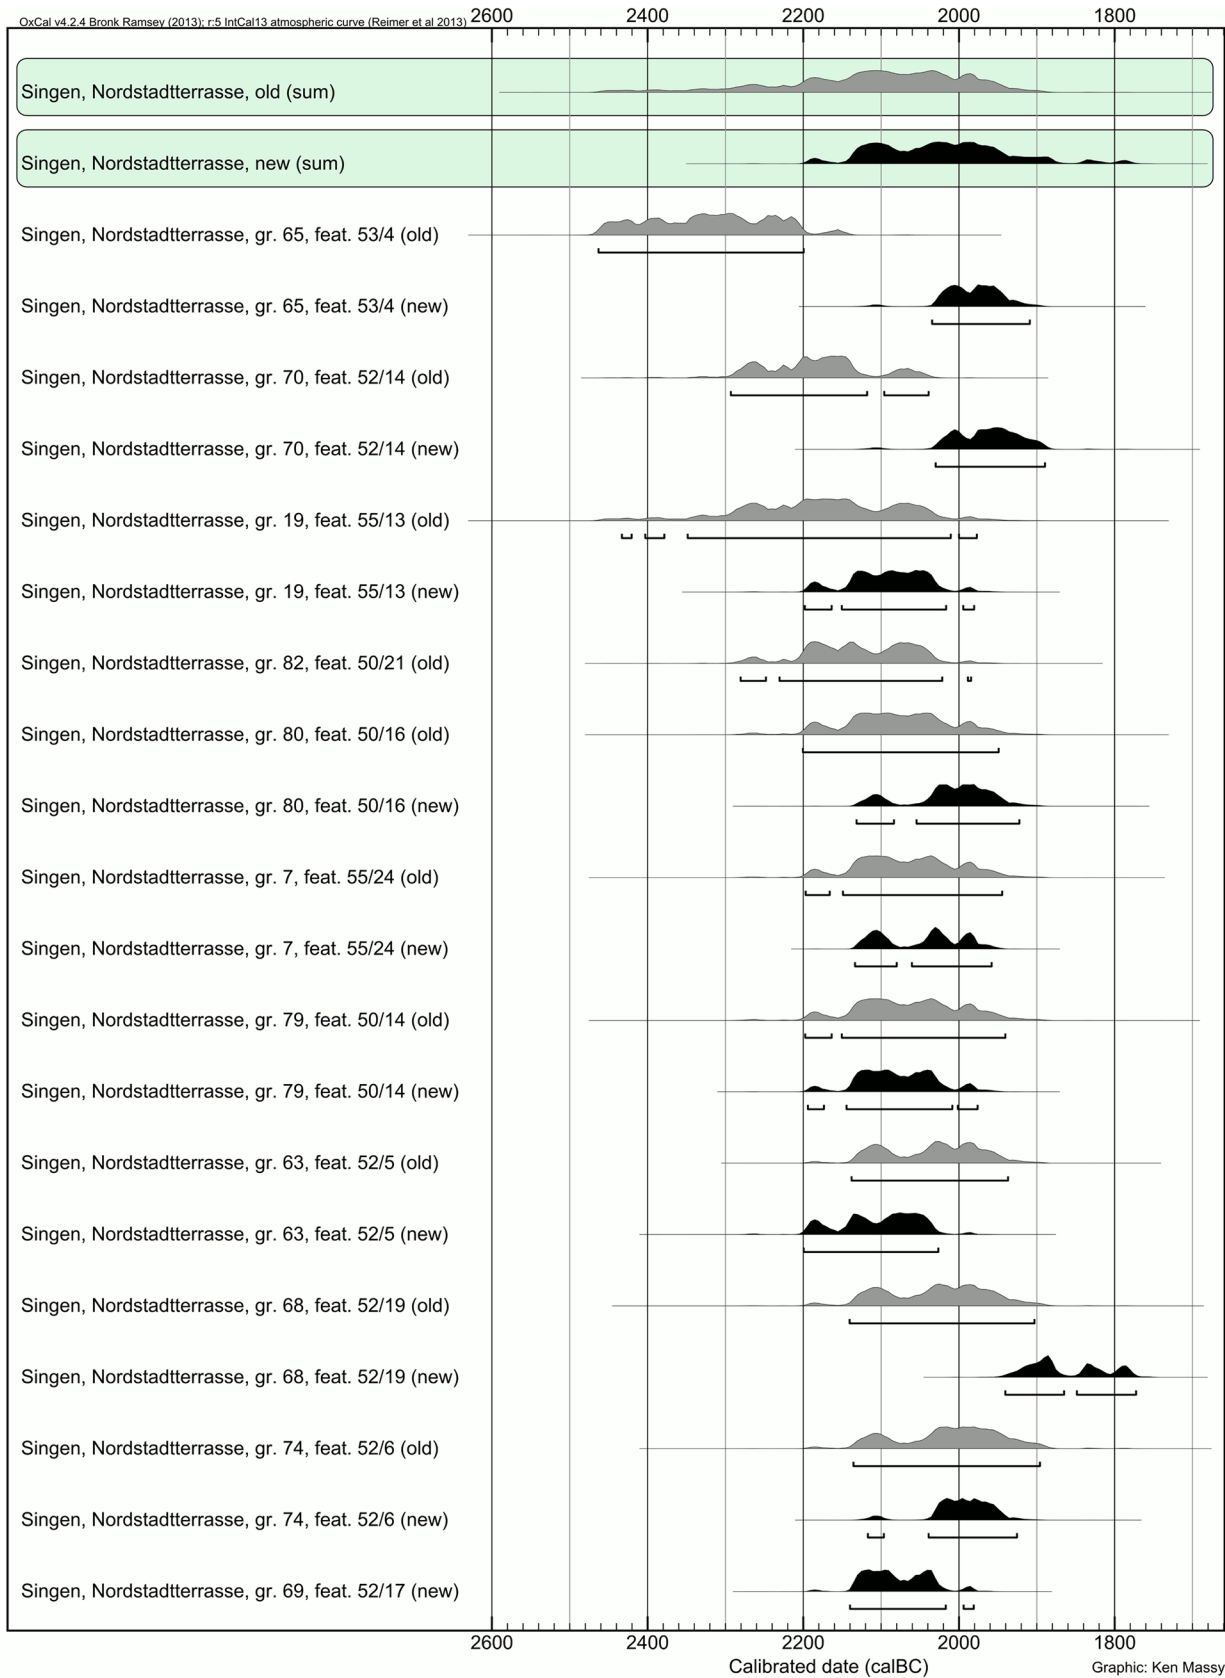 OxCal v4.2.4 Bronk Ramsey (2013); r:5 IntCal13 atmospheric curve (Reimer et al 2013)
2600 2400 2200 2000 1800
Singen, Nordstadtterrasse, old (sum)
Singen, Nordstadtterrasse, new (sum)
Singen, Nordstadtterrasse, gr. 65, feat. 53/4 (old)
Singen, Nordstadtterrasse, gr. 65, feat. 53/4 (new)
Singen, Nordstadtterrasse, gr. 70, feat. 52/14 (old)
Singen, Nordstadtterrasse, gr. 70, feat. 52/14 (new)
Singen, Nordstadtterrasse, gr. 19, feat. 55/13 (old)
Singen, Nordstadtterrasse, gr. 19, feat. 55/13 (new)
Singen, Nordstadtterrasse, gr. 82, feat. 50/21 (old)
Singen, Nordstadtterrasse, gr. 80, feat. 50/16 (old)
Singen, Nordstadtterrasse, gr. 80, feat. 50/16 (new)
Singen, Nordstadtterrasse, gr. 7, feat. 55/24 (old)
Singen, Nordstadtterrasse, gr. 7, feat. 55/24 (new)
Singen, Nordstadtterrasse, gr. 79, feat. 50/14 (old)
Singen, Nordstadtterrasse, gr. 79, feat. 50/14 (new)
Singen, Nordstadtterrasse, gr. 63, feat. 52/5 (old)
Singen, Nordstadtterrasse, gr. 63, feat. 52/5 (new)
Singen, Nordstadtterrasse, gr. 68, feat. 52/19 (old)
Singen, Nordstadtterrasse, gr. 68, feat. 52/19 (new)
Singen, Nordstadtterrasse, gr. 74, feat. 52/6 (old)
Singen, Nordstadtterrasse, gr. 74, feat. 52/6 (new)
Singen, Nordstadtterrasse, gr. 69, feat. 52/17 (new)
2600 2400 2200 2000 1800
Calibrated date (calBC)
Graphic: Ken Massy